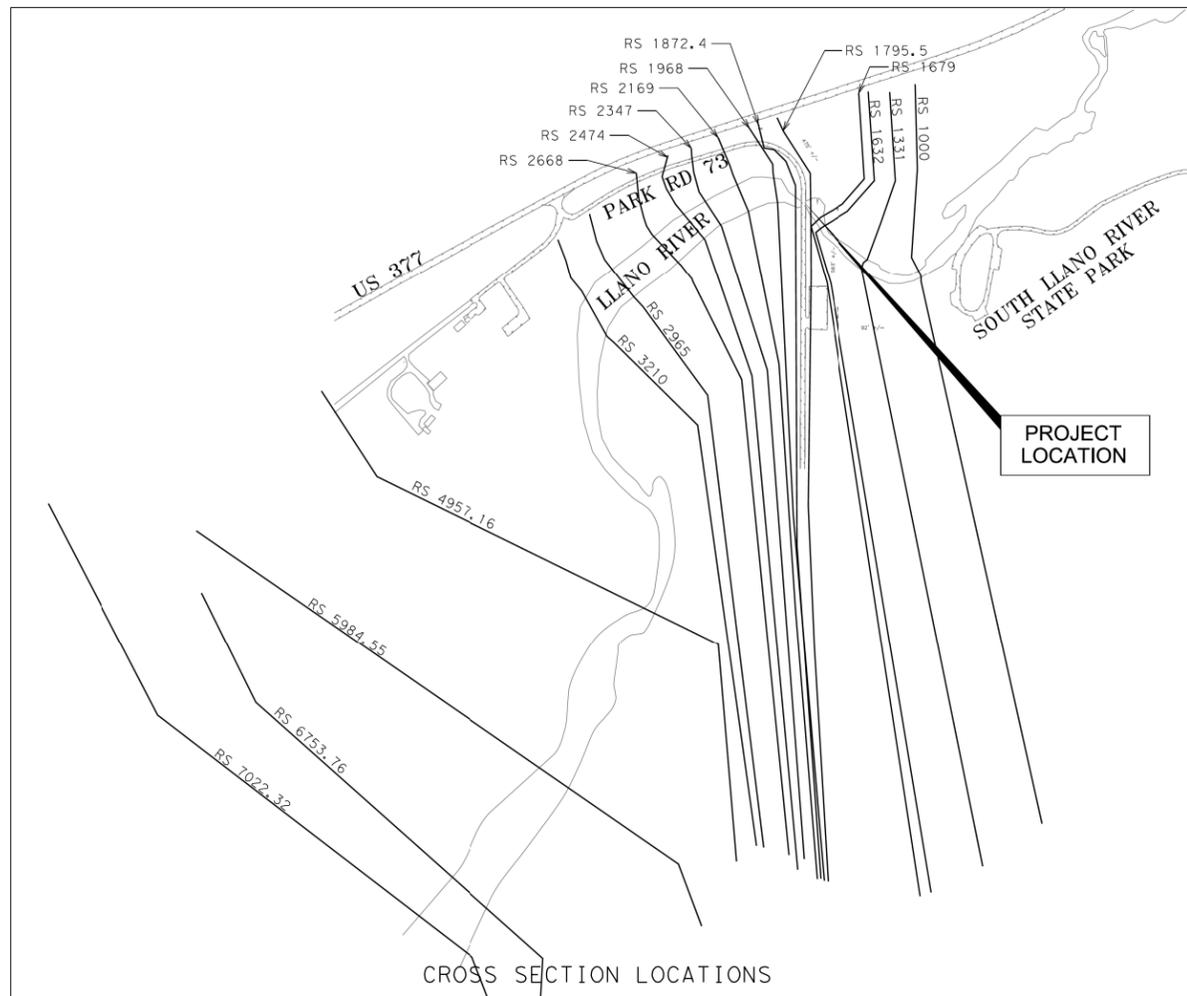 RS 1872.4
RS 1795.5
RS 1968
RS 1679
RS 2169
RS 2347
RS 2474
RS 2668
RS 1632
RS 1331
RS 1000
PARK RD 73
US 377
LLANO RIVER
SOUTH LLANO RIVER
STATE PARK
RS 2965
RS 3210
92' +/-
PROJECT
LOCATION
RS 4957.16
RS 5984.55
RS 6753.76
RS 7022.32
CROSS SECTION LOCATIONS